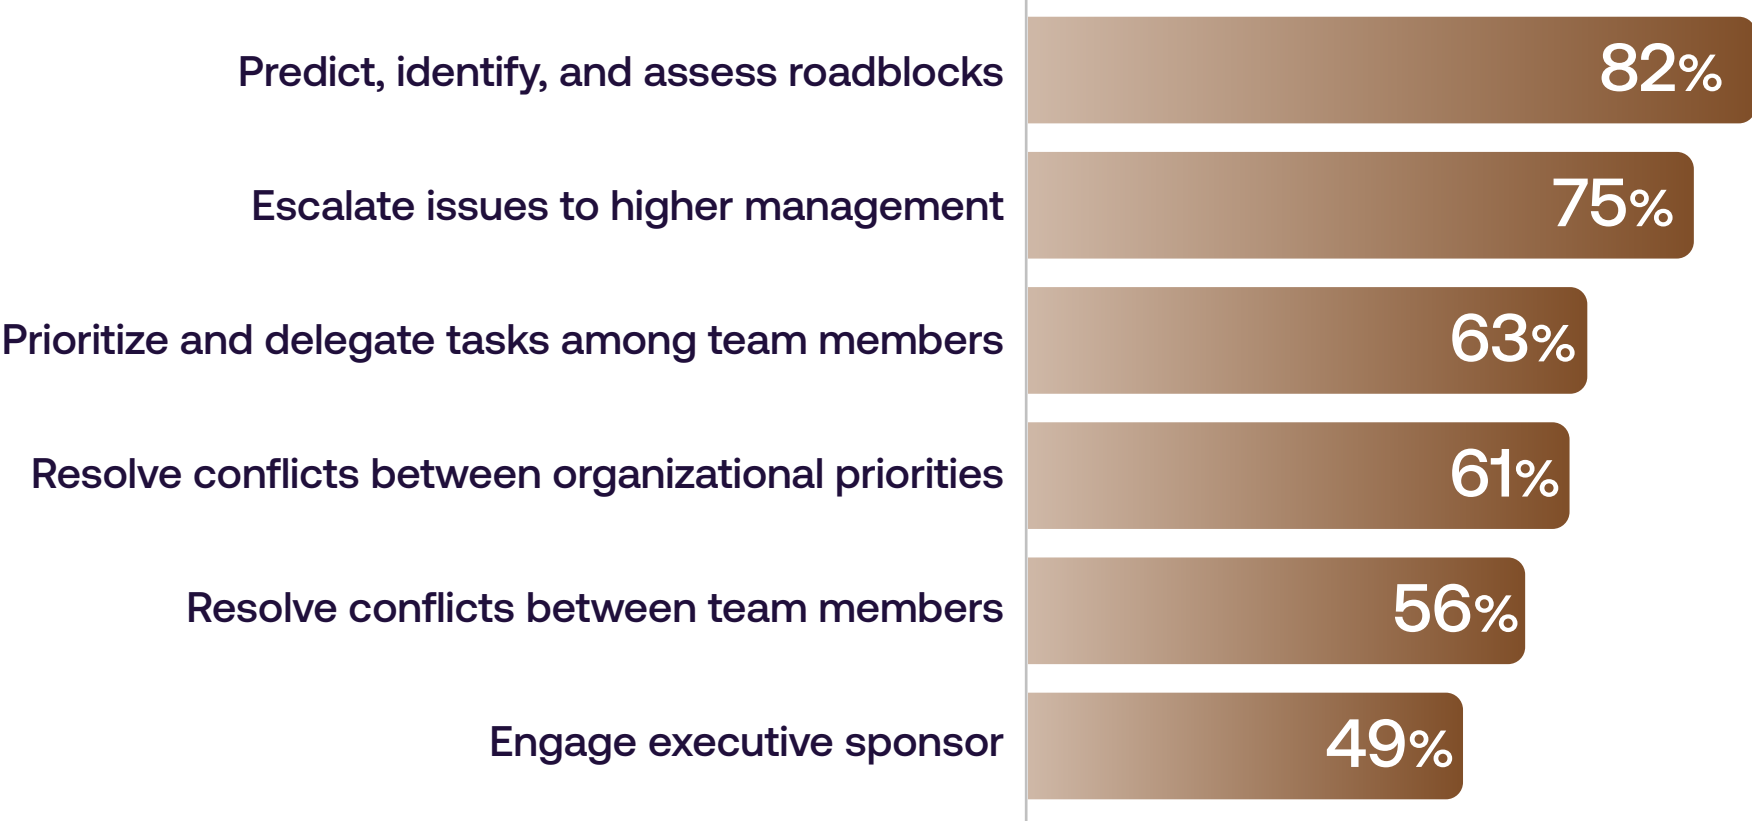 Predict, identify, and assess roadblocks 82%
Escalate issues to higher management 75%
Prioritize and delegate tasks among team members 63%
Resolve conflicts between organizational priorities 61%
Resolve conflicts between team members 56%
Engage executive sponsor 49%